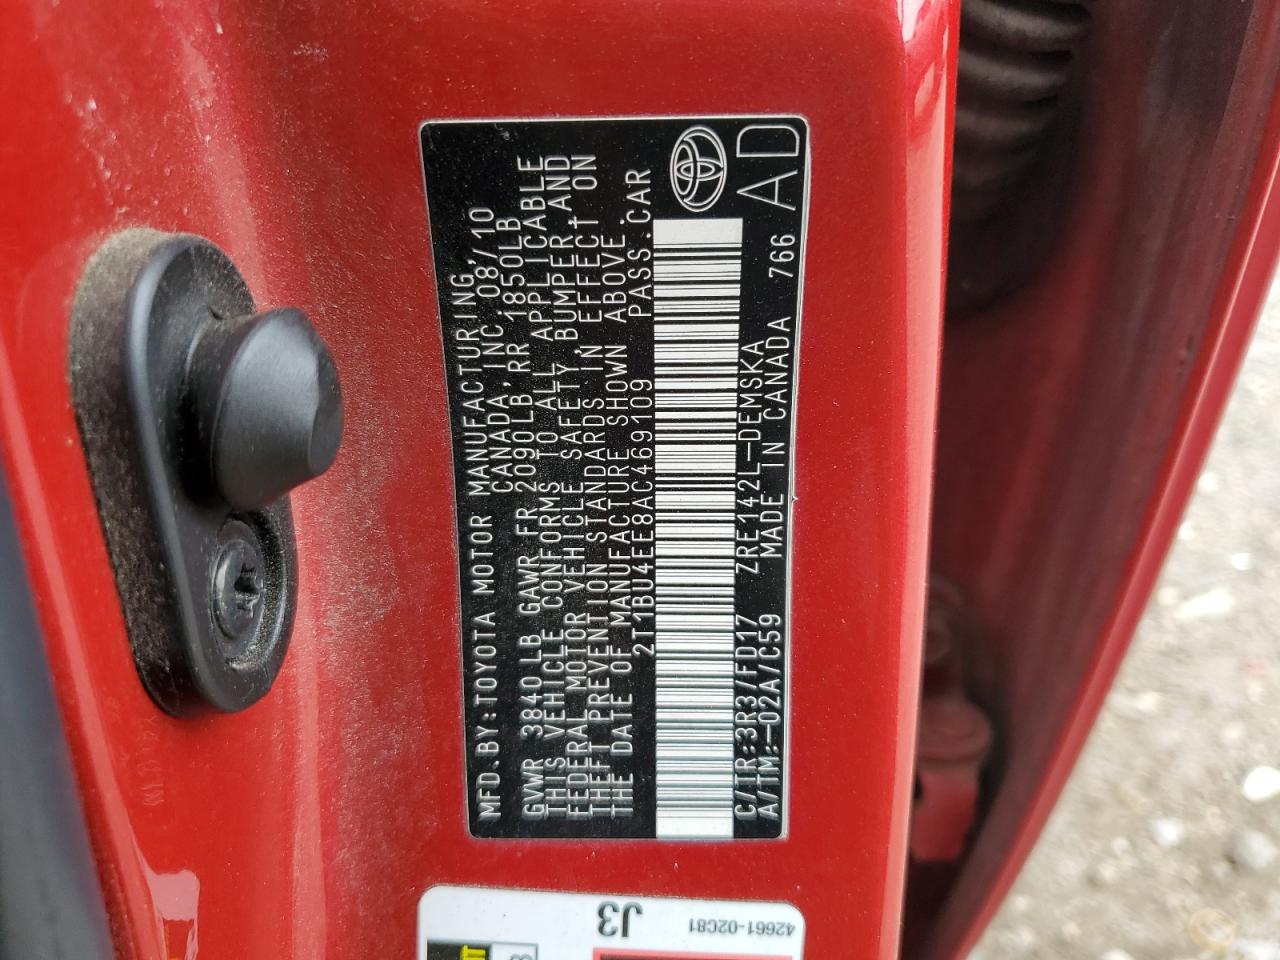 MFD.BY:TOYOTA MOTOR MANUFACTURING,
CANADA,INC. 08/10
GVWR 3840 LB GAWR FR 2090LB,RR 1850LB
THIS VEHICLE CONFORMS TO ALL APPLICABLE
FEDERAL MOTOR VEHICLE SAFETY,BUMPER,AND
THEFT PREVENTION STANDARDS IN EFFECT ON
THE DATE OF MANUFACTURE SHOWN ABOVE.
2T1BU4EE8AC469109 PASS.CAR
C/TR:3R3/FD17 ZRE142L-DEMSKA
A/TM:-02A/C59 MADE IN CANADA 766
AD
J3
42661-02C81